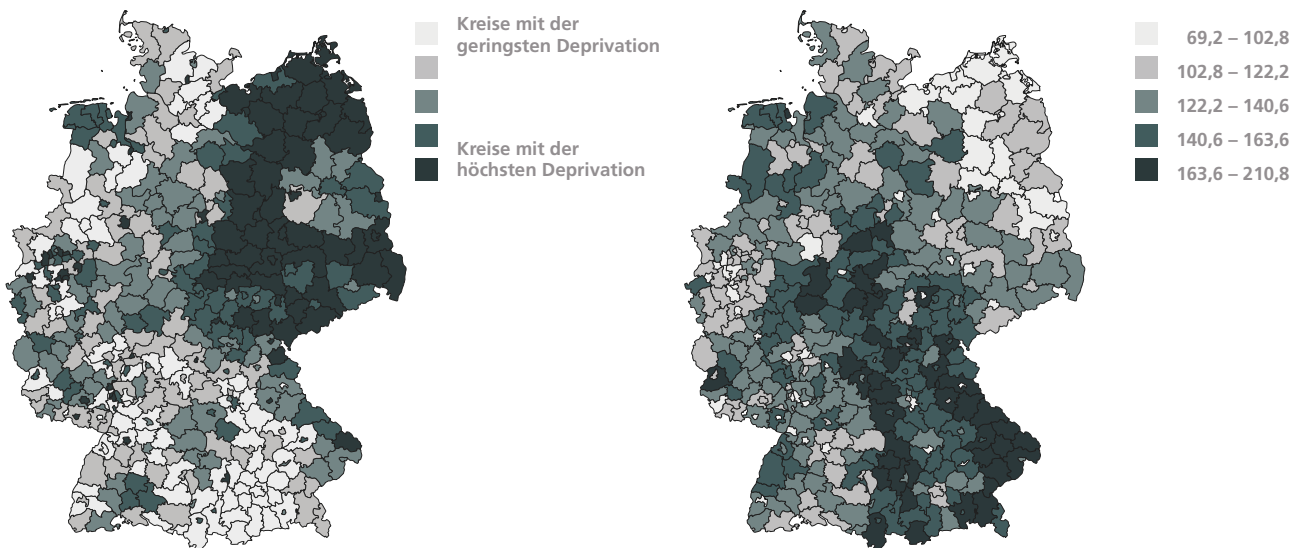 Kreise mit der
geringsten Deprivation
Kreise mit der
höchsten Deprivation
69,2 – 102,8
102,8 – 122,2
122,2 – 140,6
140,6 – 163,6
163,6 – 210,8